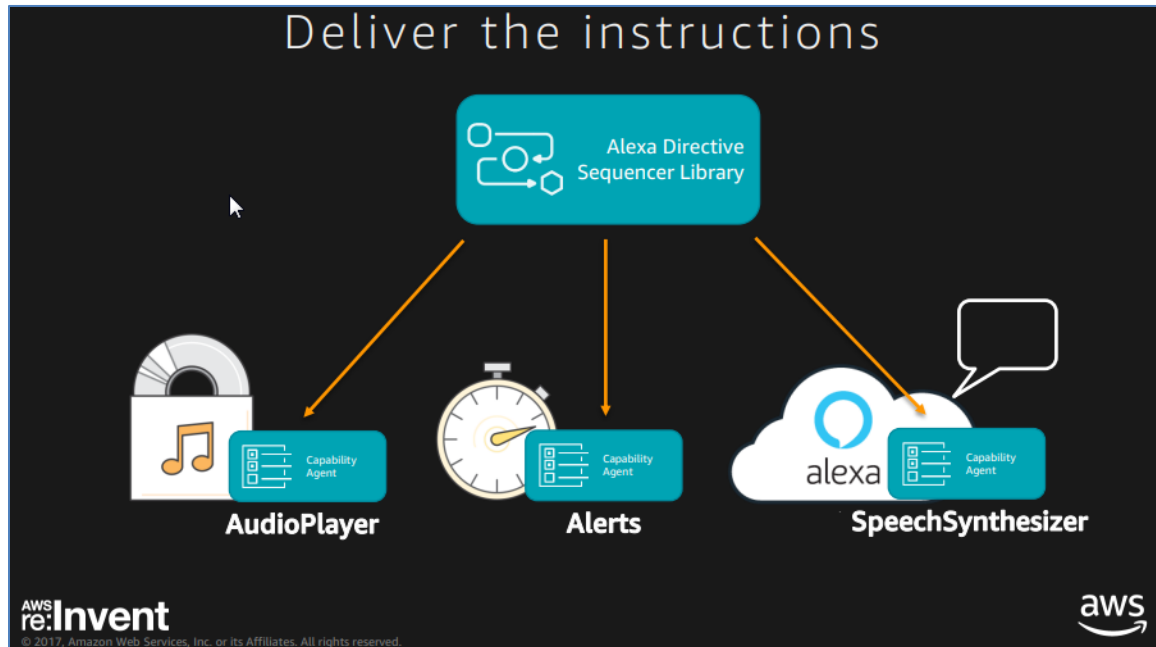 Deliver the instructions
Alexa Directive
Sequencer Library
Capability
Agent
AudioPlayer
Capability
Agent
Alerts
alexa
Capability
Agent
SpeechSynthesizer
AWS
re:Invent
© 2017, Amazon Web Services, Inc. or its Affiliates. All rights reserved.
aws